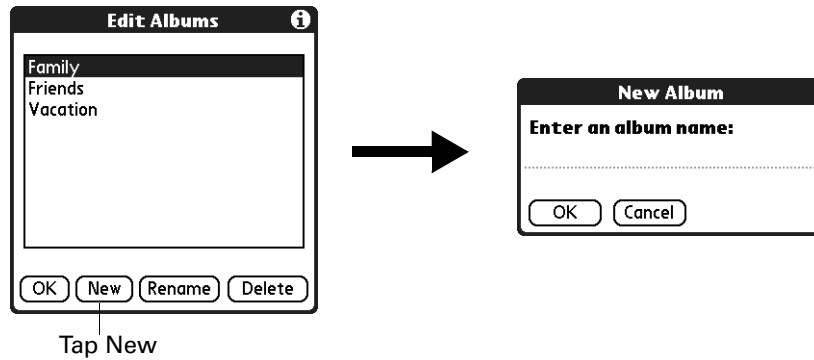 Edit Albums
Family
Friends
Vacation
OK New Rename Delete
Tap New
New Album
Enter an album name:
OK Cancel